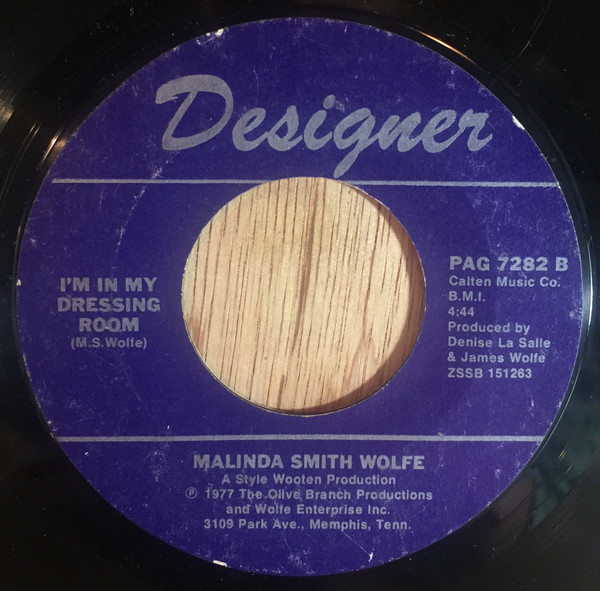 Designer
I'M IN MY
DRESSING
ROOM
(M.S.Wolfe)
PAG 7282 B
Calten Music Co.
B.M.I.
4:44
Produced by
Denise La Salle
& James Wolfe
ZSSB 151263
MALINDA SMITH WOLFE
A Style Wooten Production
℗ 1977 The Olive Branch Productions
and Wolfe Enterprise Inc.
3109 Park Ave., Memphis, Tenn.